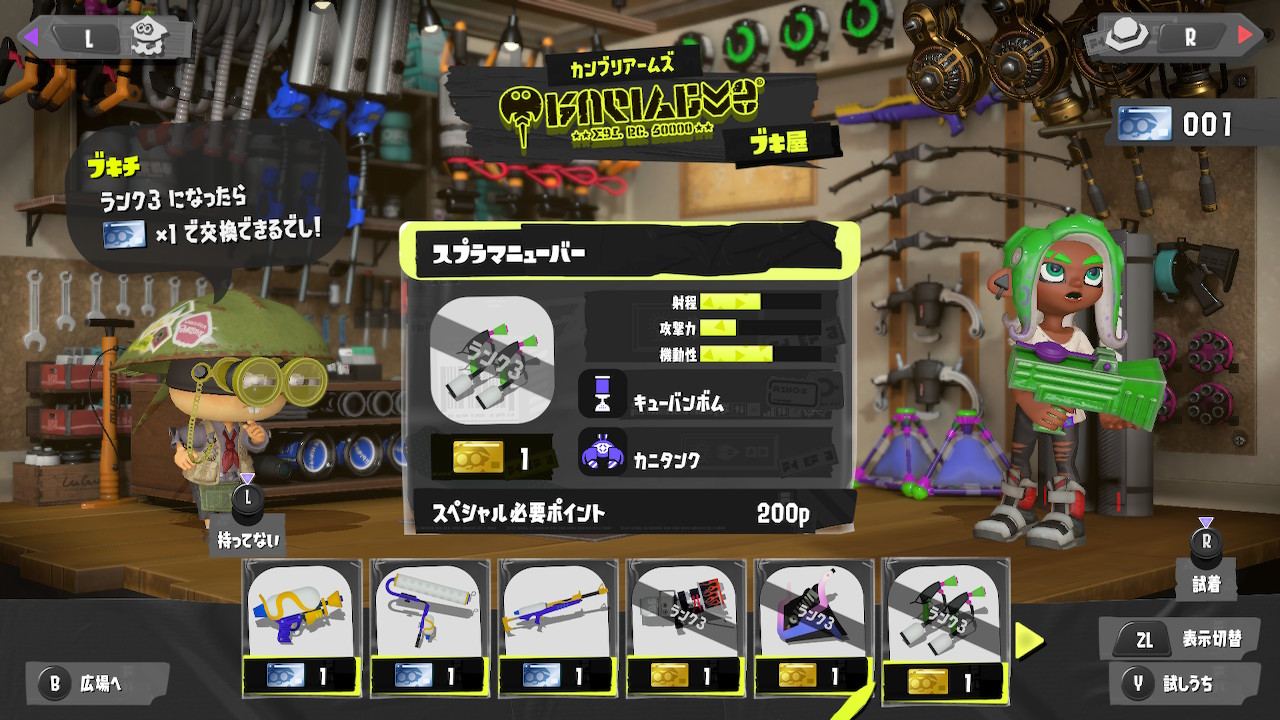 L
R
001
カンブリアームズ
ブキ屋
ブキチ
ランク3 になったら
×1 で交換できるでし!
スプラマニューバー
射程
攻撃力
機動性
ランク3
キューバンボム
1
カニタンク
スペシャル必要ポイント 200p
L
持ってない
R
試着
ランク3
ランク3
ランク3
1
1
1
1
1
1
ZL 表示切替
B 広場へ
Y 試しうち